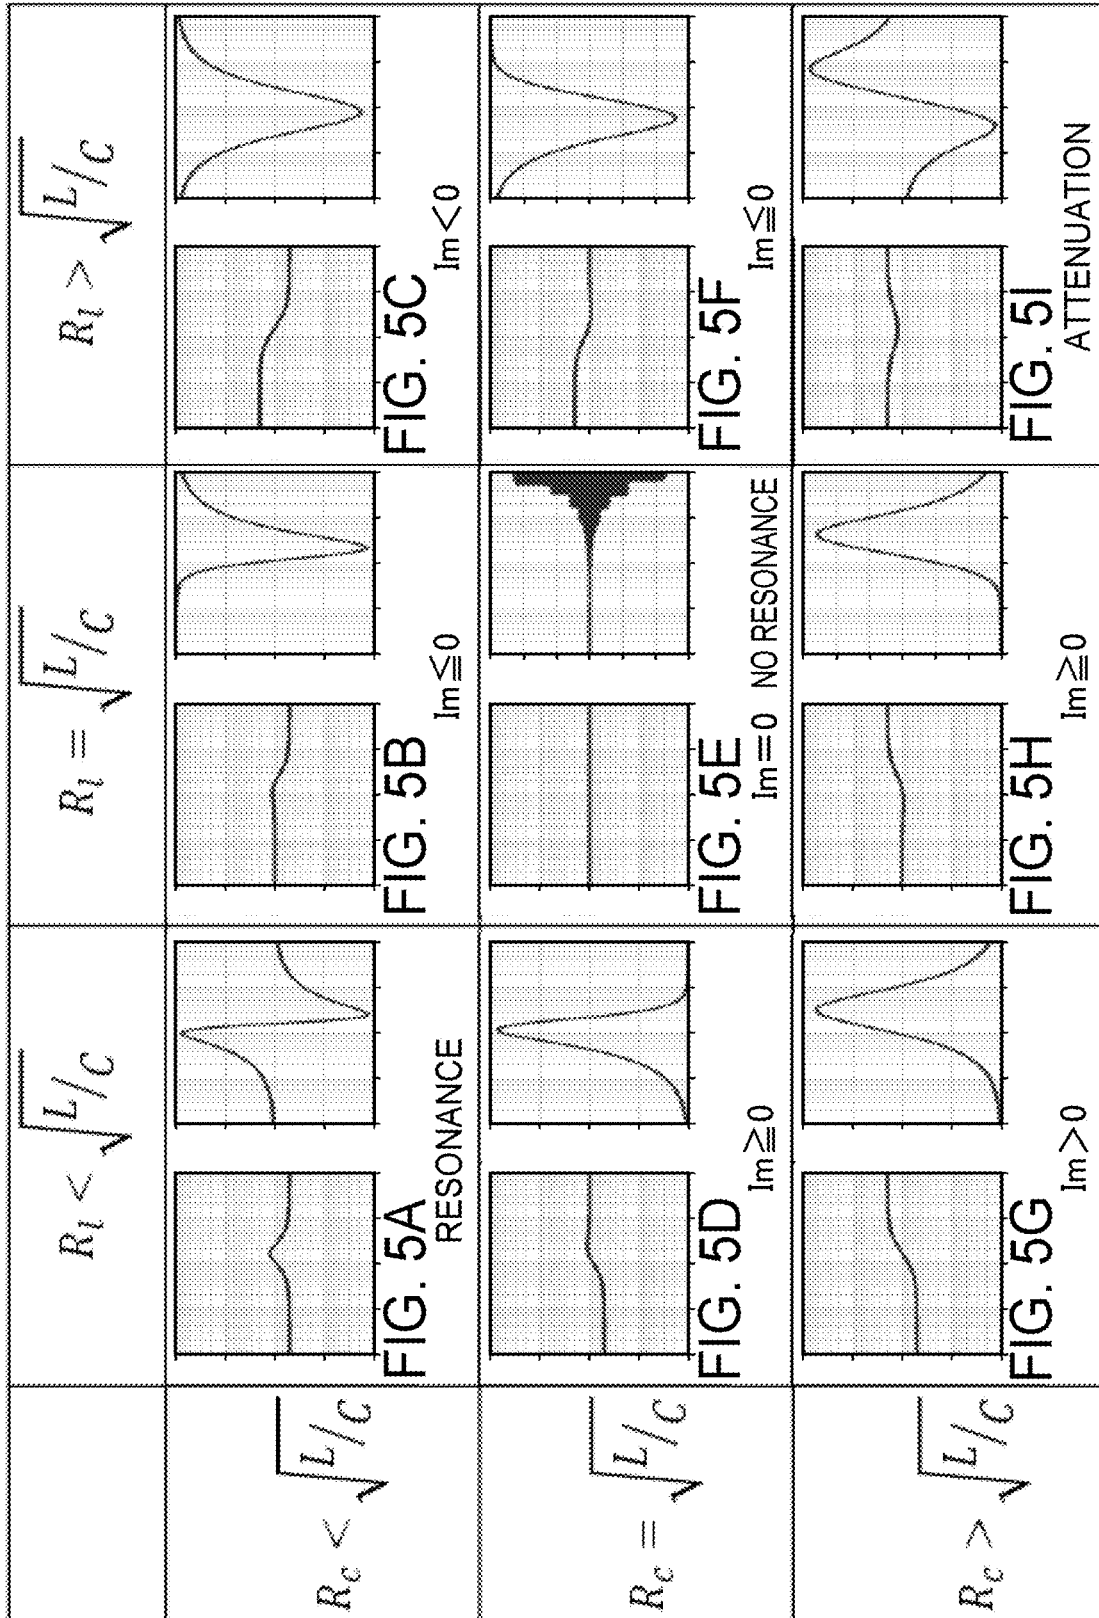 R_l < √L/C
R_l = √L/C
R_l > √L/C
R_c < √L/C
FIG. 5A
RESONANCE
FIG. 5B
Im≦0
FIG. 5C
Im<0
R_c = √L/C
FIG. 5D
Im≧0
FIG. 5E
Im=0 NO RESONANCE
FIG. 5F
Im≦0
R_c > √L/C
FIG. 5G
Im>0
FIG. 5H
Im≧0
FIG. 5I
ATTENUATION